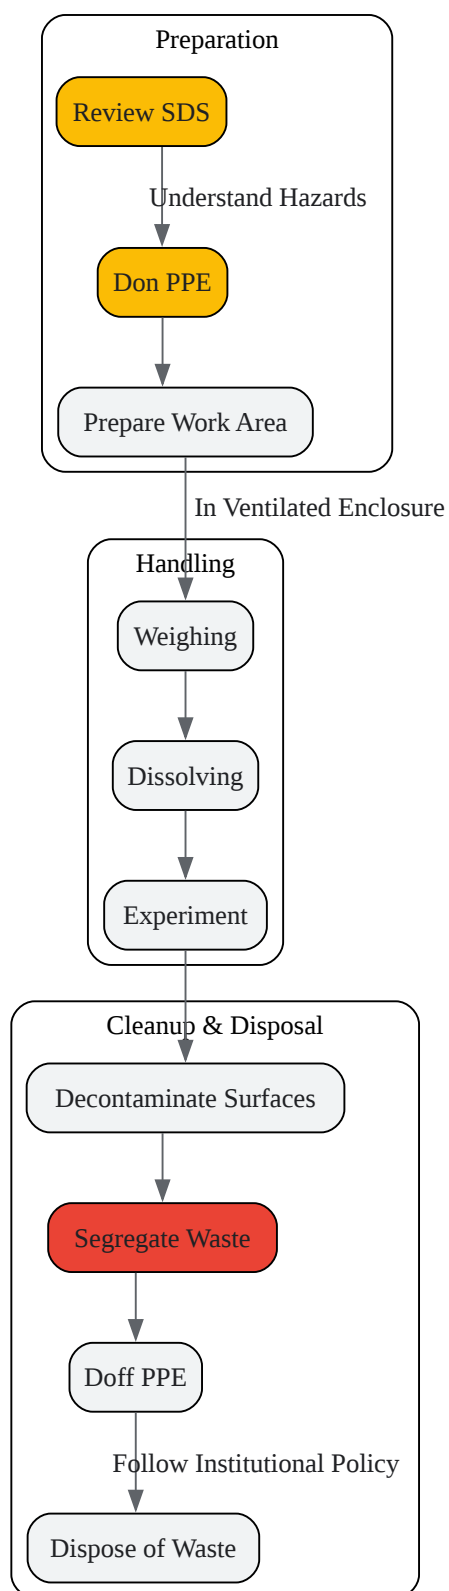 Preparation
Review SDS
Understand Hazards
Don PPE
Prepare Work Area
In Ventilated Enclosure
Handling
Weighing
Dissolving
Experiment
Cleanup & Disposal
Decontaminate Surfaces
Segregate Waste
Doff PPE
Follow Institutional Policy
Dispose of Waste